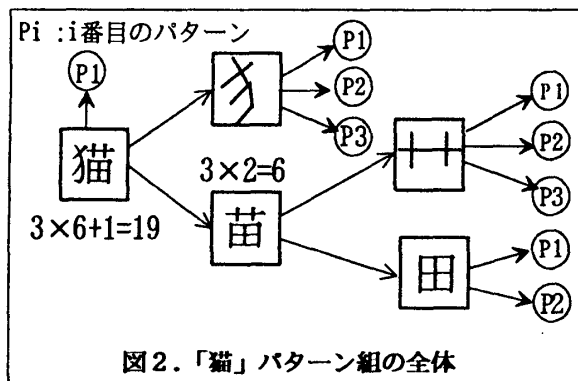 Pi :i番目のパターン
P1
P1
P2
P3
犭
猫
3×6+1=19
3×2=6
苗
艹
P1
P2
P3
田
P1
P2
図2.「猫」パターン組の全体